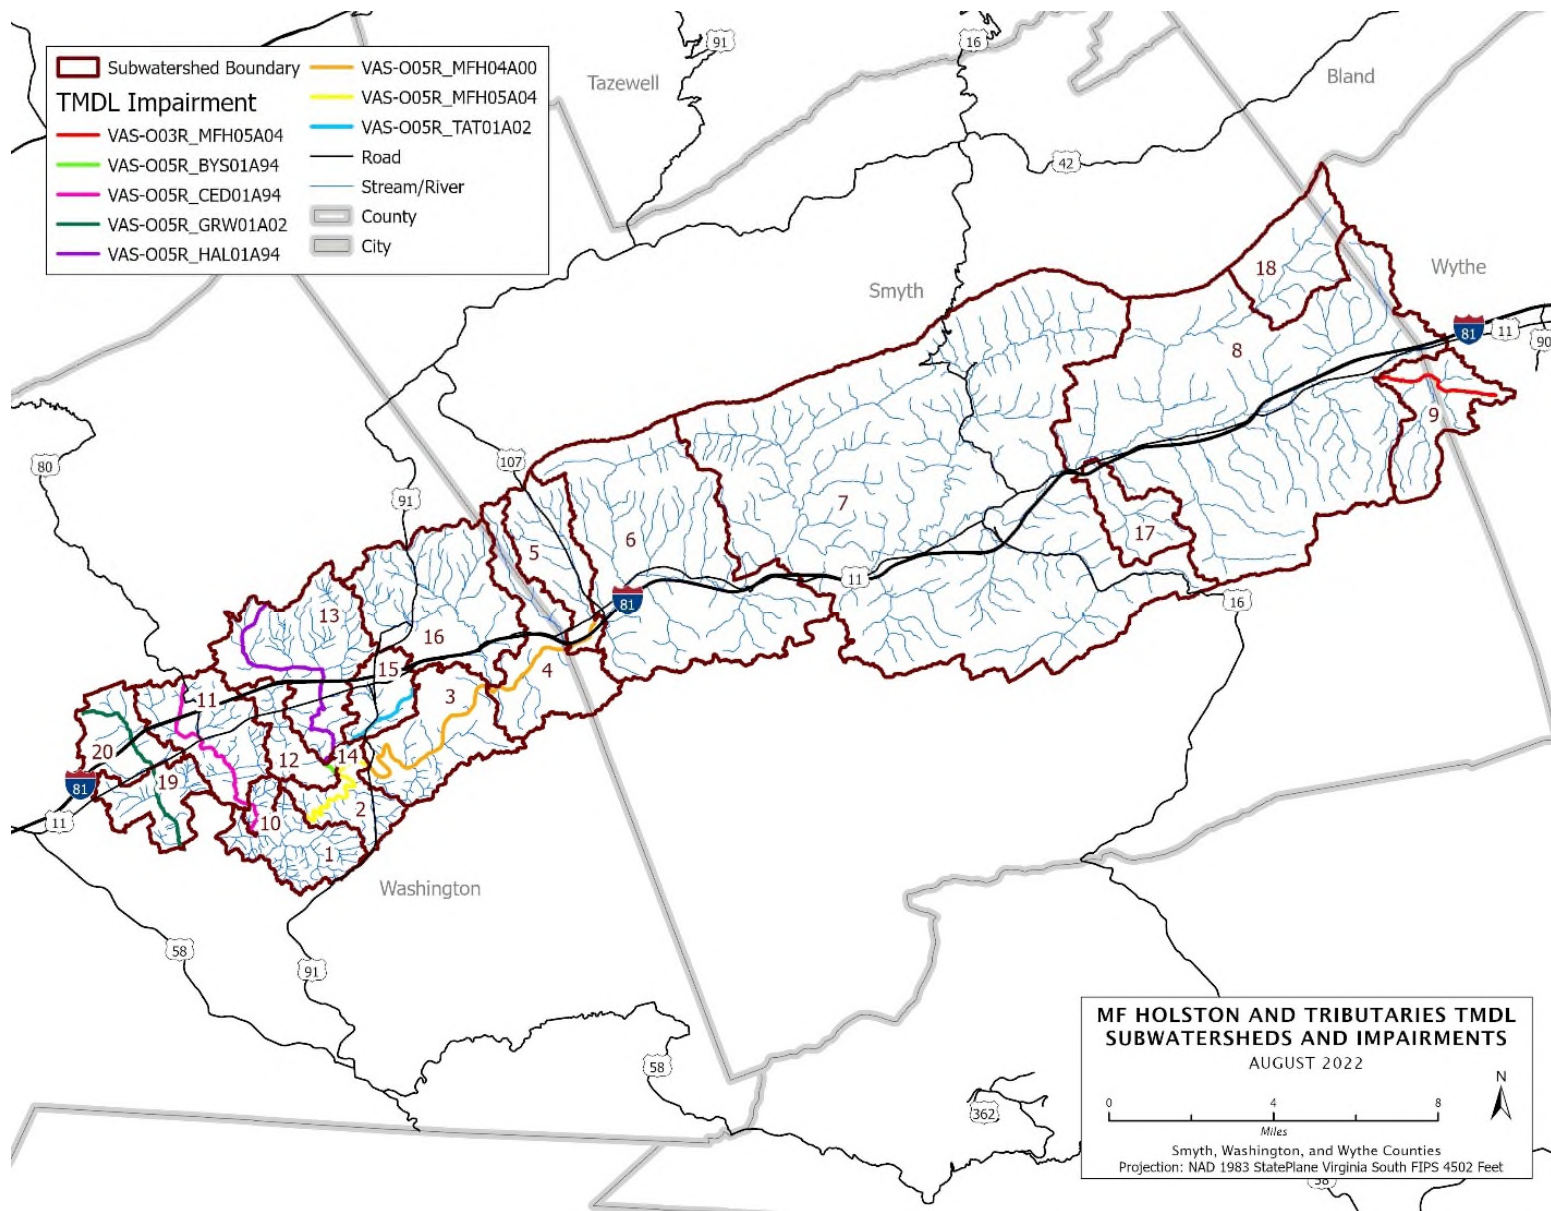 Subwatershed Boundary
TMDL Impairment
VAS-O03R_MFH05A04
VAS-O05R_BYS01A94
VAS-O05R_CED01A94
VAS-O05R_GRW01A02
VAS-O05R_HAL01A94
VAS-O05R_MFH04A00
VAS-O05R_MFH05A04
VAS-O05R_TAT01A02
Road
Stream/River
County
City
91
16
Tazewell
Bland
42
18
Wythe
Smyth
81
11
90
8
9
80
107
91
7
6
5
17
11
81
16
13
16
15
4
3
11
20
12
14
19
81
11
10
2
1
Washington
58
91
58
362
58
MF HOLSTON AND TRIBUTARIES TMDL
SUBWATERSHEDS AND IMPAIRMENTS
AUGUST 2022
N
0 4 8
Miles
Smyth, Washington, and Wythe Counties
Projection: NAD 1983 StatePlane Virginia South FIPS 4502 Feet